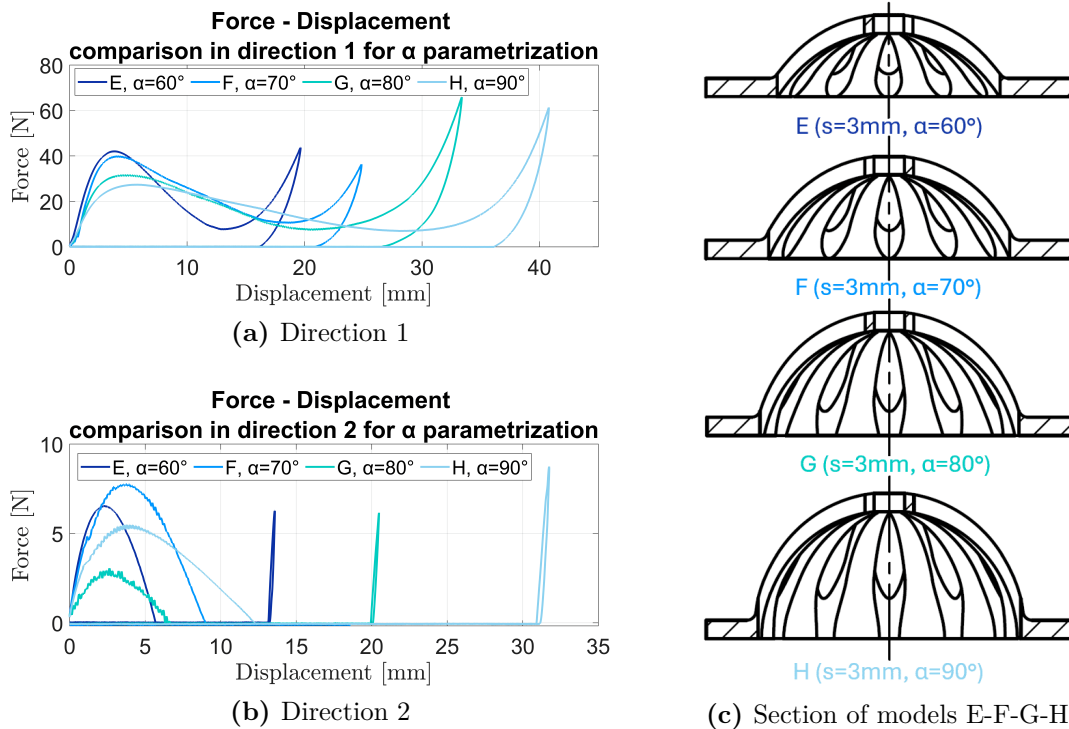 Force - Displacement
comparison in direction 1 for α parametrization
E, α=60° F, α=70° G, α=80° H, α=90°
80
60
40
20
0
Force [N]
0 10 20 30 40
Displacement [mm]
(a) Direction 1
Force - Displacement
comparison in direction 2 for α parametrization
E, α=60° F, α=70° G, α=80° H, α=90°
10
5
0
Force [N]
0 5 10 15 20 25 30 35
Displacement [mm]
(b) Direction 2
E (s=3mm, α=60°)
F (s=3mm, α=70°)
G (s=3mm, α=80°)
H (s=3mm, α=90°)
(c) Section of models E-F-G-H